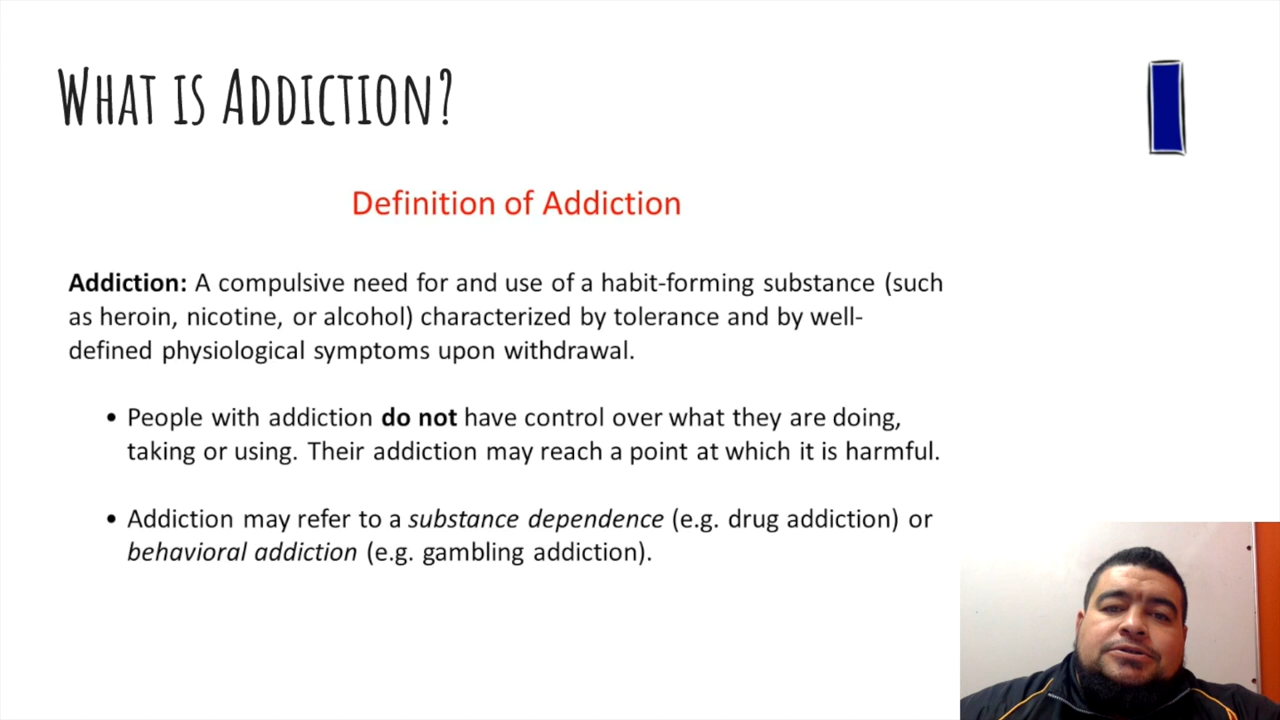 What is Addiction?
Definition of Addiction
Addiction: A compulsive need for and use of a habit-forming substance (such
as heroin, nicotine, or alcohol) characterized by tolerance and by well-
defined physiological symptoms upon withdrawal.
• People with addiction do not have control over what they are doing,
taking or using. Their addiction may reach a point at which it is harmful.
• Addiction may refer to a substance dependence (e.g. drug addiction) or
behavioral addiction (e.g. gambling addiction).